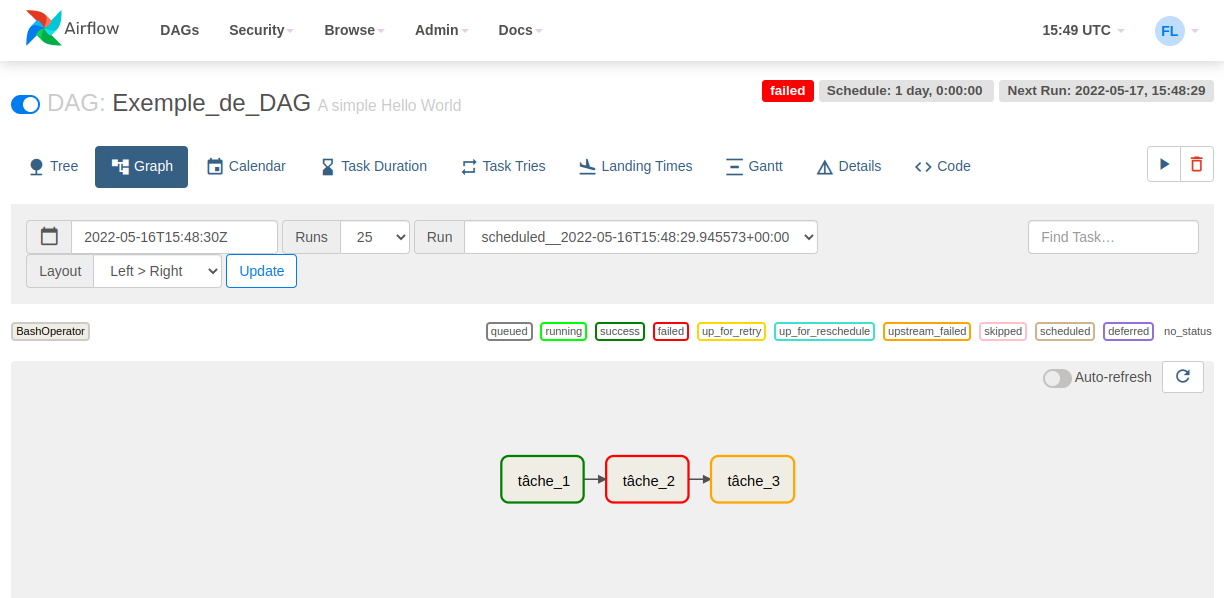 Airflow DAGs Security Browse Admin Docs 15:49 UTC FL
DAG: Exemple_de_DAG A simple Hello World failed Schedule: 1 day, 0:00:00 Next Run: 2022-05-17, 15:48:29
Tree Graph Calendar Task Duration Task Tries Landing Times Gantt Details Code
2022-05-16T15:48:30Z Runs 25 Run scheduled__2022-05-16T15:48:29.945573+00:00 Find Task…
Layout Left > Right Update
BashOperator queued running success failed up_for_retry up_for_reschedule upstream_failed skipped scheduled deferred no_status
Auto-refresh
tâche_1 tâche_2 tâche_3